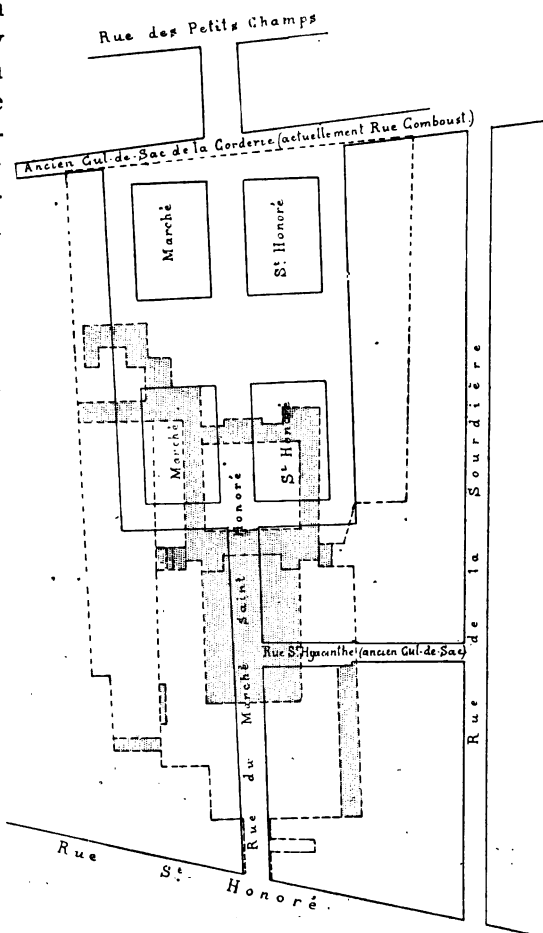 Rue des Petits Champs
Ancien Cul-de-Sac de la Corderie (actuellement Rue Gomboust.)
Marché
St. Honoré
Marché
St. Honoré
Rue du Marché Saint Honoré
Rue St. Hyacinthe (ancien Cul-de-Sac)
Rue de la Sourdière
Rue St. Honoré.